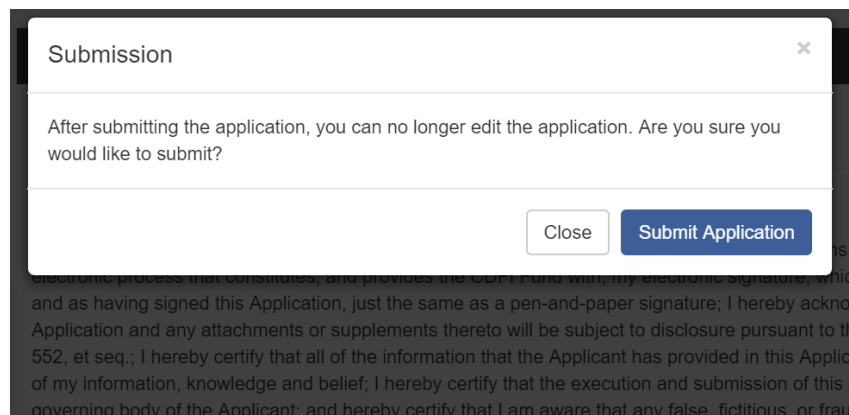 Submission
×
After submitting the application, you can no longer edit the application. Are you sure you
would like to submit?
Close
Submit Application
electronic process that constitutes, and provides the CDFI Fund with, my electronic signature,
and as having signed this Application, just the same as a pen-and-paper signature; I hereby
Application and any attachments or supplements thereto will be subject to disclosure pursuant to
552, et seq.; I hereby certify that all of the information that the Applicant has provided in this
of my information, knowledge and belief; I hereby certify that the execution and submission of this
governing body of the Applicant; and hereby certify that I am aware that any false, fictitious, or